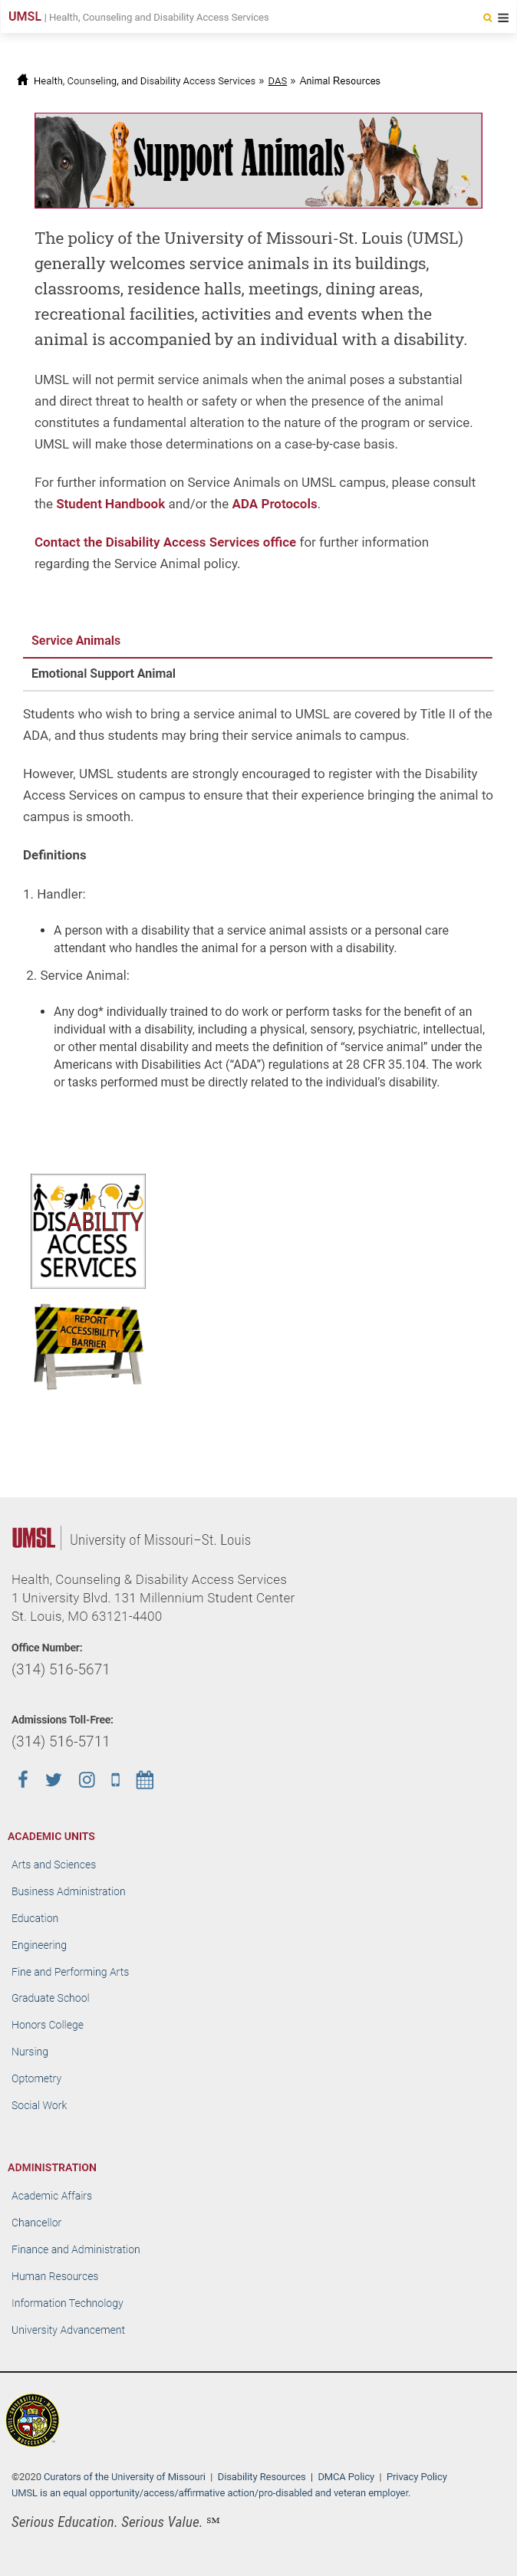 UMSL | Health, Counseling and Disability Access Services
Health, Counseling, and Disability Access Services » DAS » Animal Resources
Support Animals
The policy of the University of Missouri-St. Louis (UMSL)
generally welcomes service animals in its buildings,
classrooms, residence halls, meetings, dining areas,
recreational facilities, activities and events when the
animal is accompanied by an individual with a disability.
UMSL will not permit service animals when the animal poses a substantial
and direct threat to health or safety or when the presence of the animal
constitutes a fundamental alteration to the nature of the program or service.
UMSL will make those determinations on a case-by-case basis.
For further information on Service Animals on UMSL campus, please consult
the Student Handbook and/or the ADA Protocols.
Contact the Disability Access Services office for further information
regarding the Service Animal policy.
Service Animals
Emotional Support Animal
Students who wish to bring a service animal to UMSL are covered by Title II of the
ADA, and thus students may bring their service animals to campus.
However, UMSL students are strongly encouraged to register with the Disability
Access Services on campus to ensure that their experience bringing the animal to
campus is smooth.
Definitions
1. Handler:
• A person with a disability that a service animal assists or a personal care
attendant who handles the animal for a person with a disability.
2. Service Animal:
• Any dog* individually trained to do work or perform tasks for the benefit of an
individual with a disability, including a physical, sensory, psychiatric, intellectual,
or other mental disability and meets the definition of “service animal” under the
Americans with Disabilities Act (“ADA”) regulations at 28 CFR 35.104. The work
or tasks performed must be directly related to the individual’s disability.
DISABILITY
ACCESS
SERVICES
REPORT
ACCESSIBILITY
BARRIER
UMSL | University of Missouri–St. Louis
Health, Counseling & Disability Access Services
1 University Blvd. 131 Millennium Student Center
St. Louis, MO 63121-4400
Office Number:
(314) 516-5671
Admissions Toll-Free:
(314) 516-5711
ACADEMIC UNITS
Arts and Sciences
Business Administration
Education
Engineering
Fine and Performing Arts
Graduate School
Honors College
Nursing
Optometry
Social Work
ADMINISTRATION
Academic Affairs
Chancellor
Finance and Administration
Human Resources
Information Technology
University Advancement
©2020 Curators of the University of Missouri | Disability Resources | DMCA Policy | Privacy Policy
UMSL is an equal opportunity/access/affirmative action/pro-disabled and veteran employer.
Serious Education. Serious Value. ℠